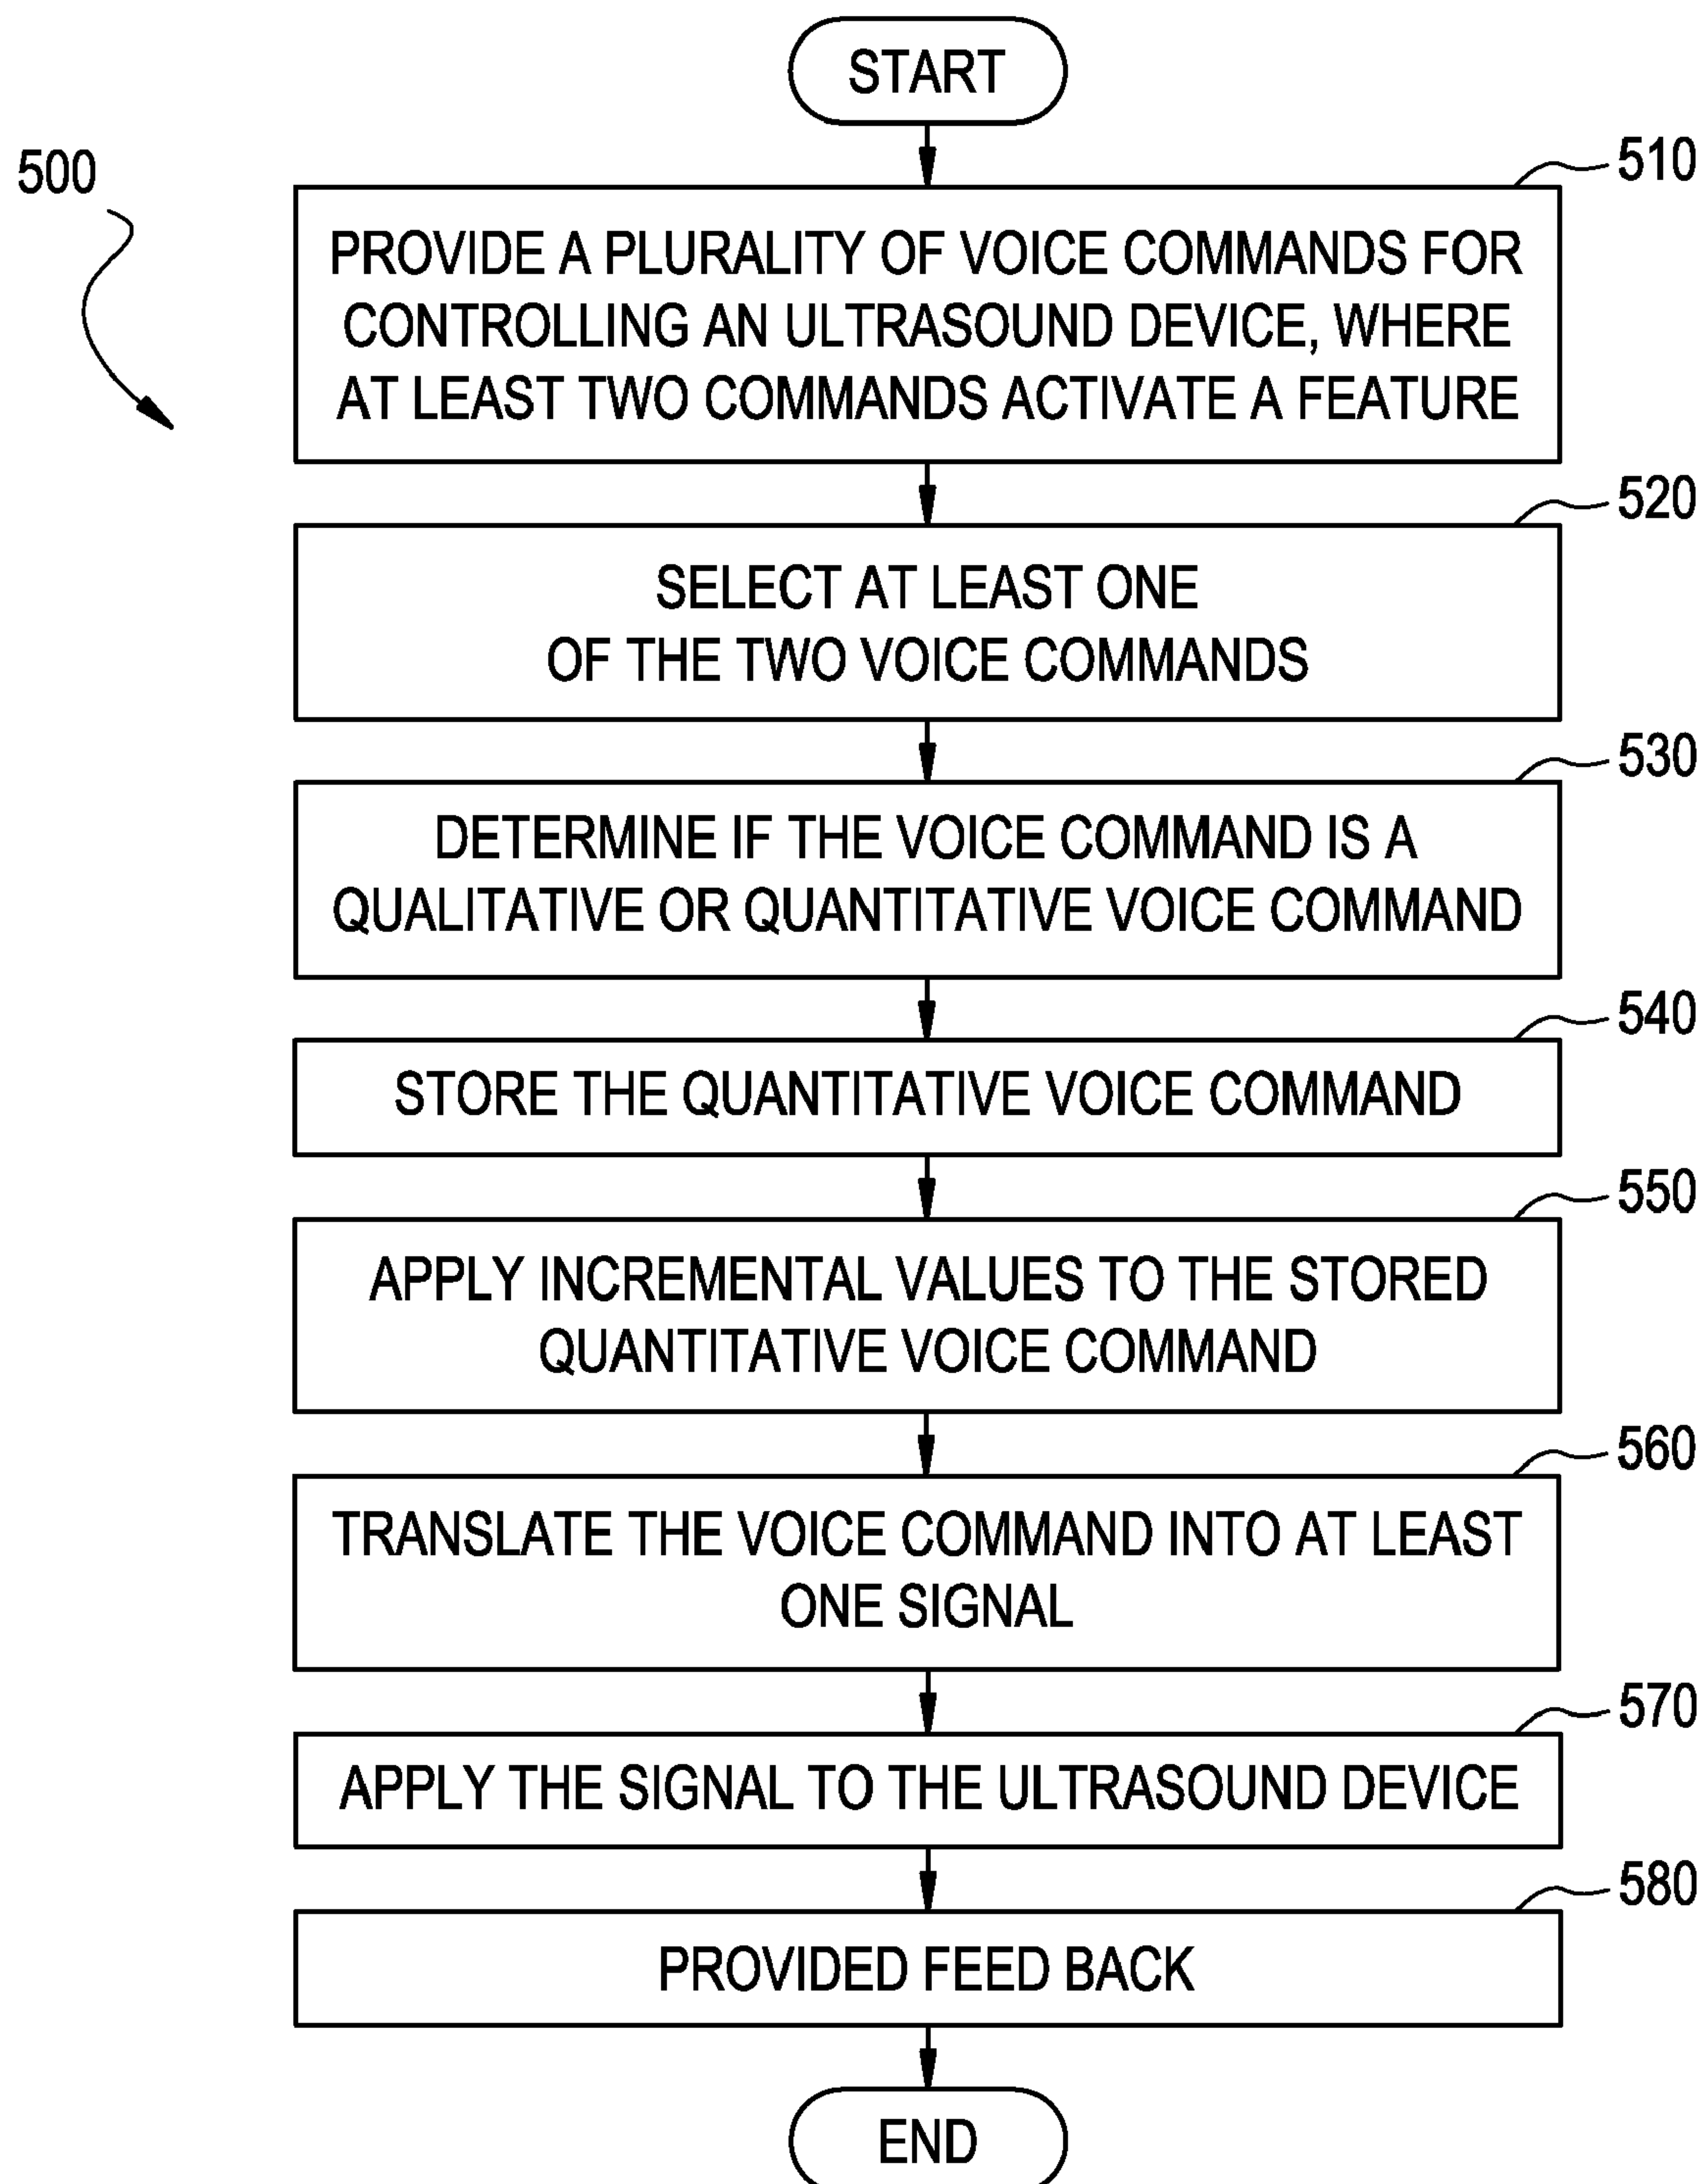 START
500
510
PROVIDE A PLURALITY OF VOICE COMMANDS FOR
CONTROLLING AN ULTRASOUND DEVICE, WHERE
AT LEAST TWO COMMANDS ACTIVATE A FEATURE
520
SELECT AT LEAST ONE
OF THE TWO VOICE COMMANDS
530
DETERMINE IF THE VOICE COMMAND IS A
QUALITATIVE OR QUANTITATIVE VOICE COMMAND
540
STORE THE QUANTITATIVE VOICE COMMAND
550
APPLY INCREMENTAL VALUES TO THE STORED
QUANTITATIVE VOICE COMMAND
560
TRANSLATE THE VOICE COMMAND INTO AT LEAST
ONE SIGNAL
570
APPLY THE SIGNAL TO THE ULTRASOUND DEVICE
580
PROVIDED FEED BACK
END